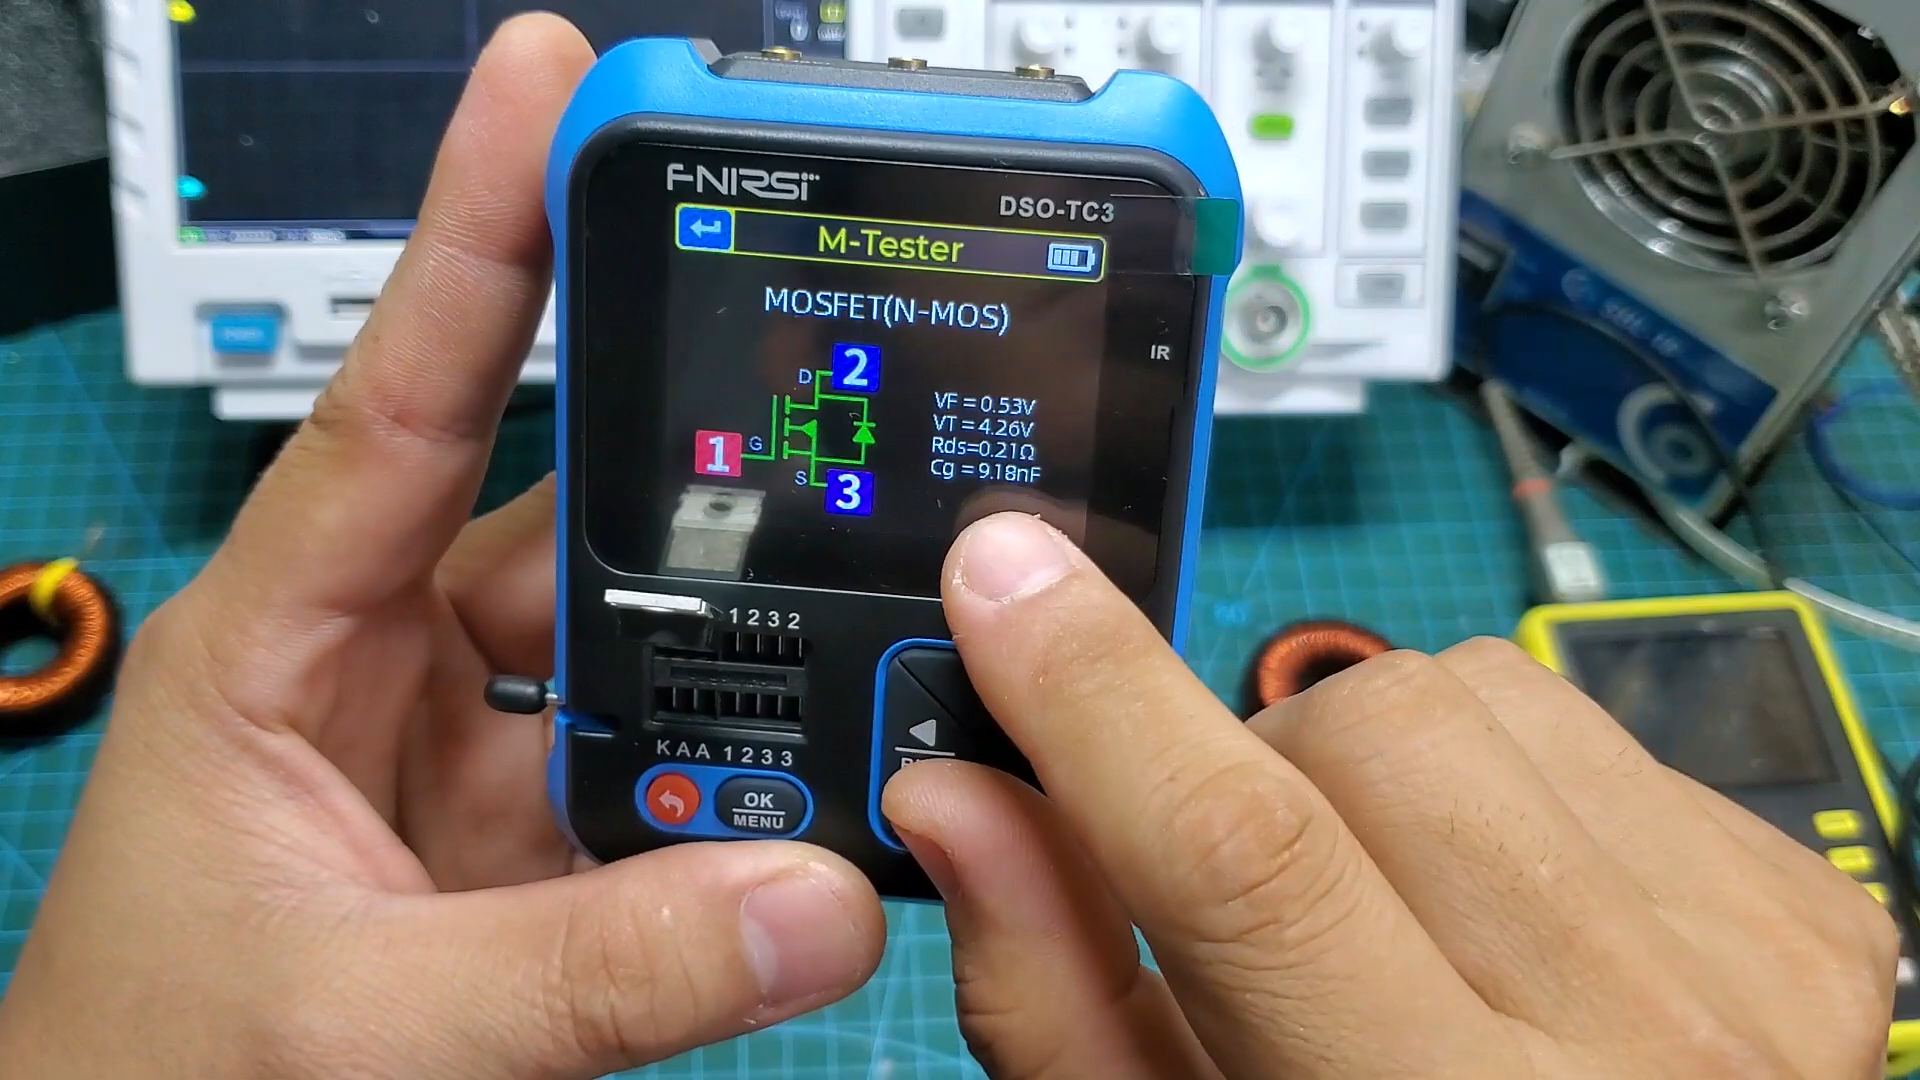 FNIRSI
DSO-TC3
M-Tester
MOSFET(N-MOS)
IR
D 2
1 G
S 3
VF = 0.53V
VT = 4.26V
Rds=0.21Ω
Cg = 9.18nF
1 2 3 2
K A A 1 2 3 3
OK
MENU